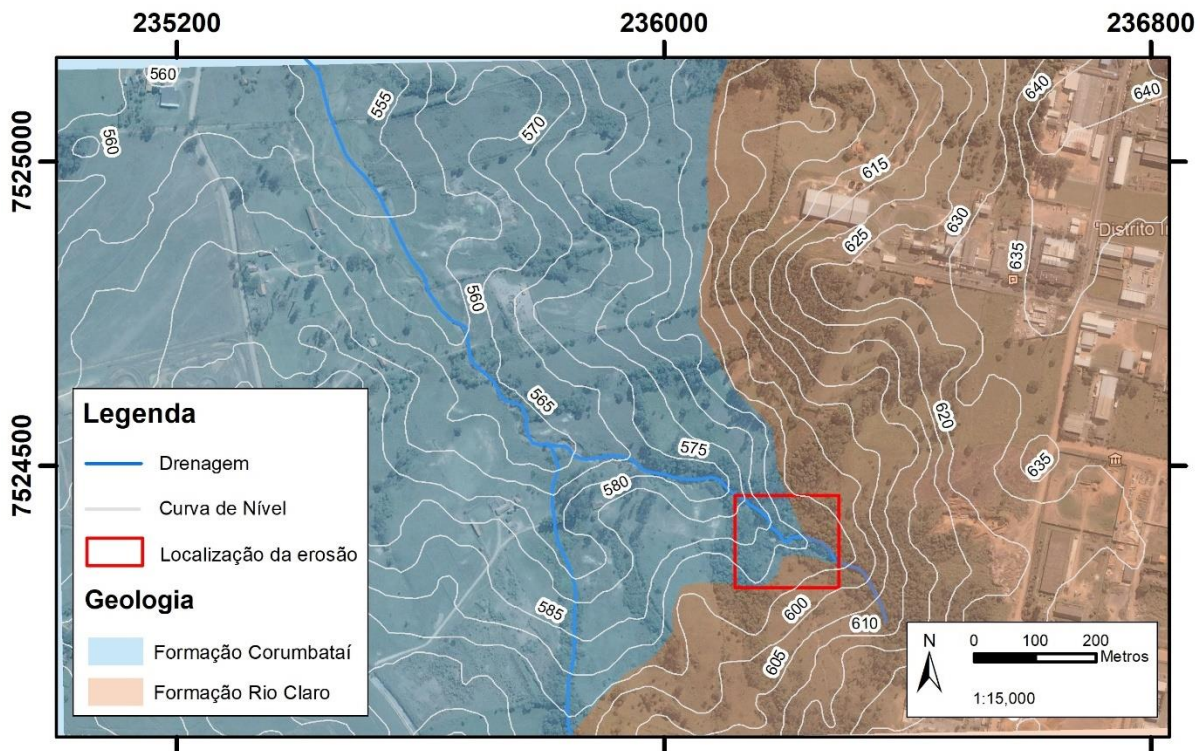 235200
236000
236800
7525000
7524500
560
560
555
570
615
640
640
625
630
635
560
565
575
580
620
635
585
600
610
605
Distrito In
Legenda
Drenagem
Curva de Nível
Localização da erosão
Geologia
Formação Corumbataí
Formação Rio Claro
N
0 100 200
Metros
1:15,000